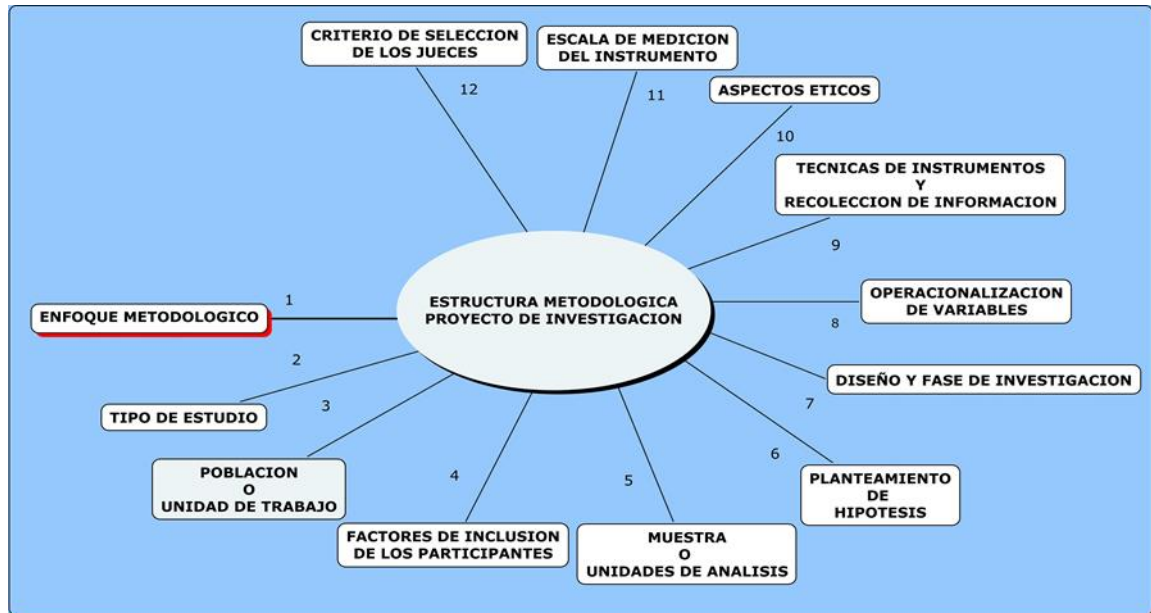 CRITERIO DE SELECCION
DE LOS JUECES
12
ESCALA DE MEDICION
DEL INSTRUMENTO
11
ASPECTOS ETICOS
10
TECNICAS DE INSTRUMENTOS
Y
RECOLECCION DE INFORMACION
9
OPERACIONALIZACION
DE VARIABLES
8
DISEÑO Y FASE DE INVESTIGACION
7
PLANTEAMIENTO
DE
HIPOTESIS
6
MUESTRA
O
UNIDADES DE ANALISIS
5
FACTORES DE INCLUSION
DE LOS PARTICIPANTES
4
POBLACION
O
UNIDAD DE TRABAJO
3
TIPO DE ESTUDIO
2
ENFOQUE METODOLOGICO
1
ESTRUCTURA METODOLOGICA
PROYECTO DE INVESTIGACION